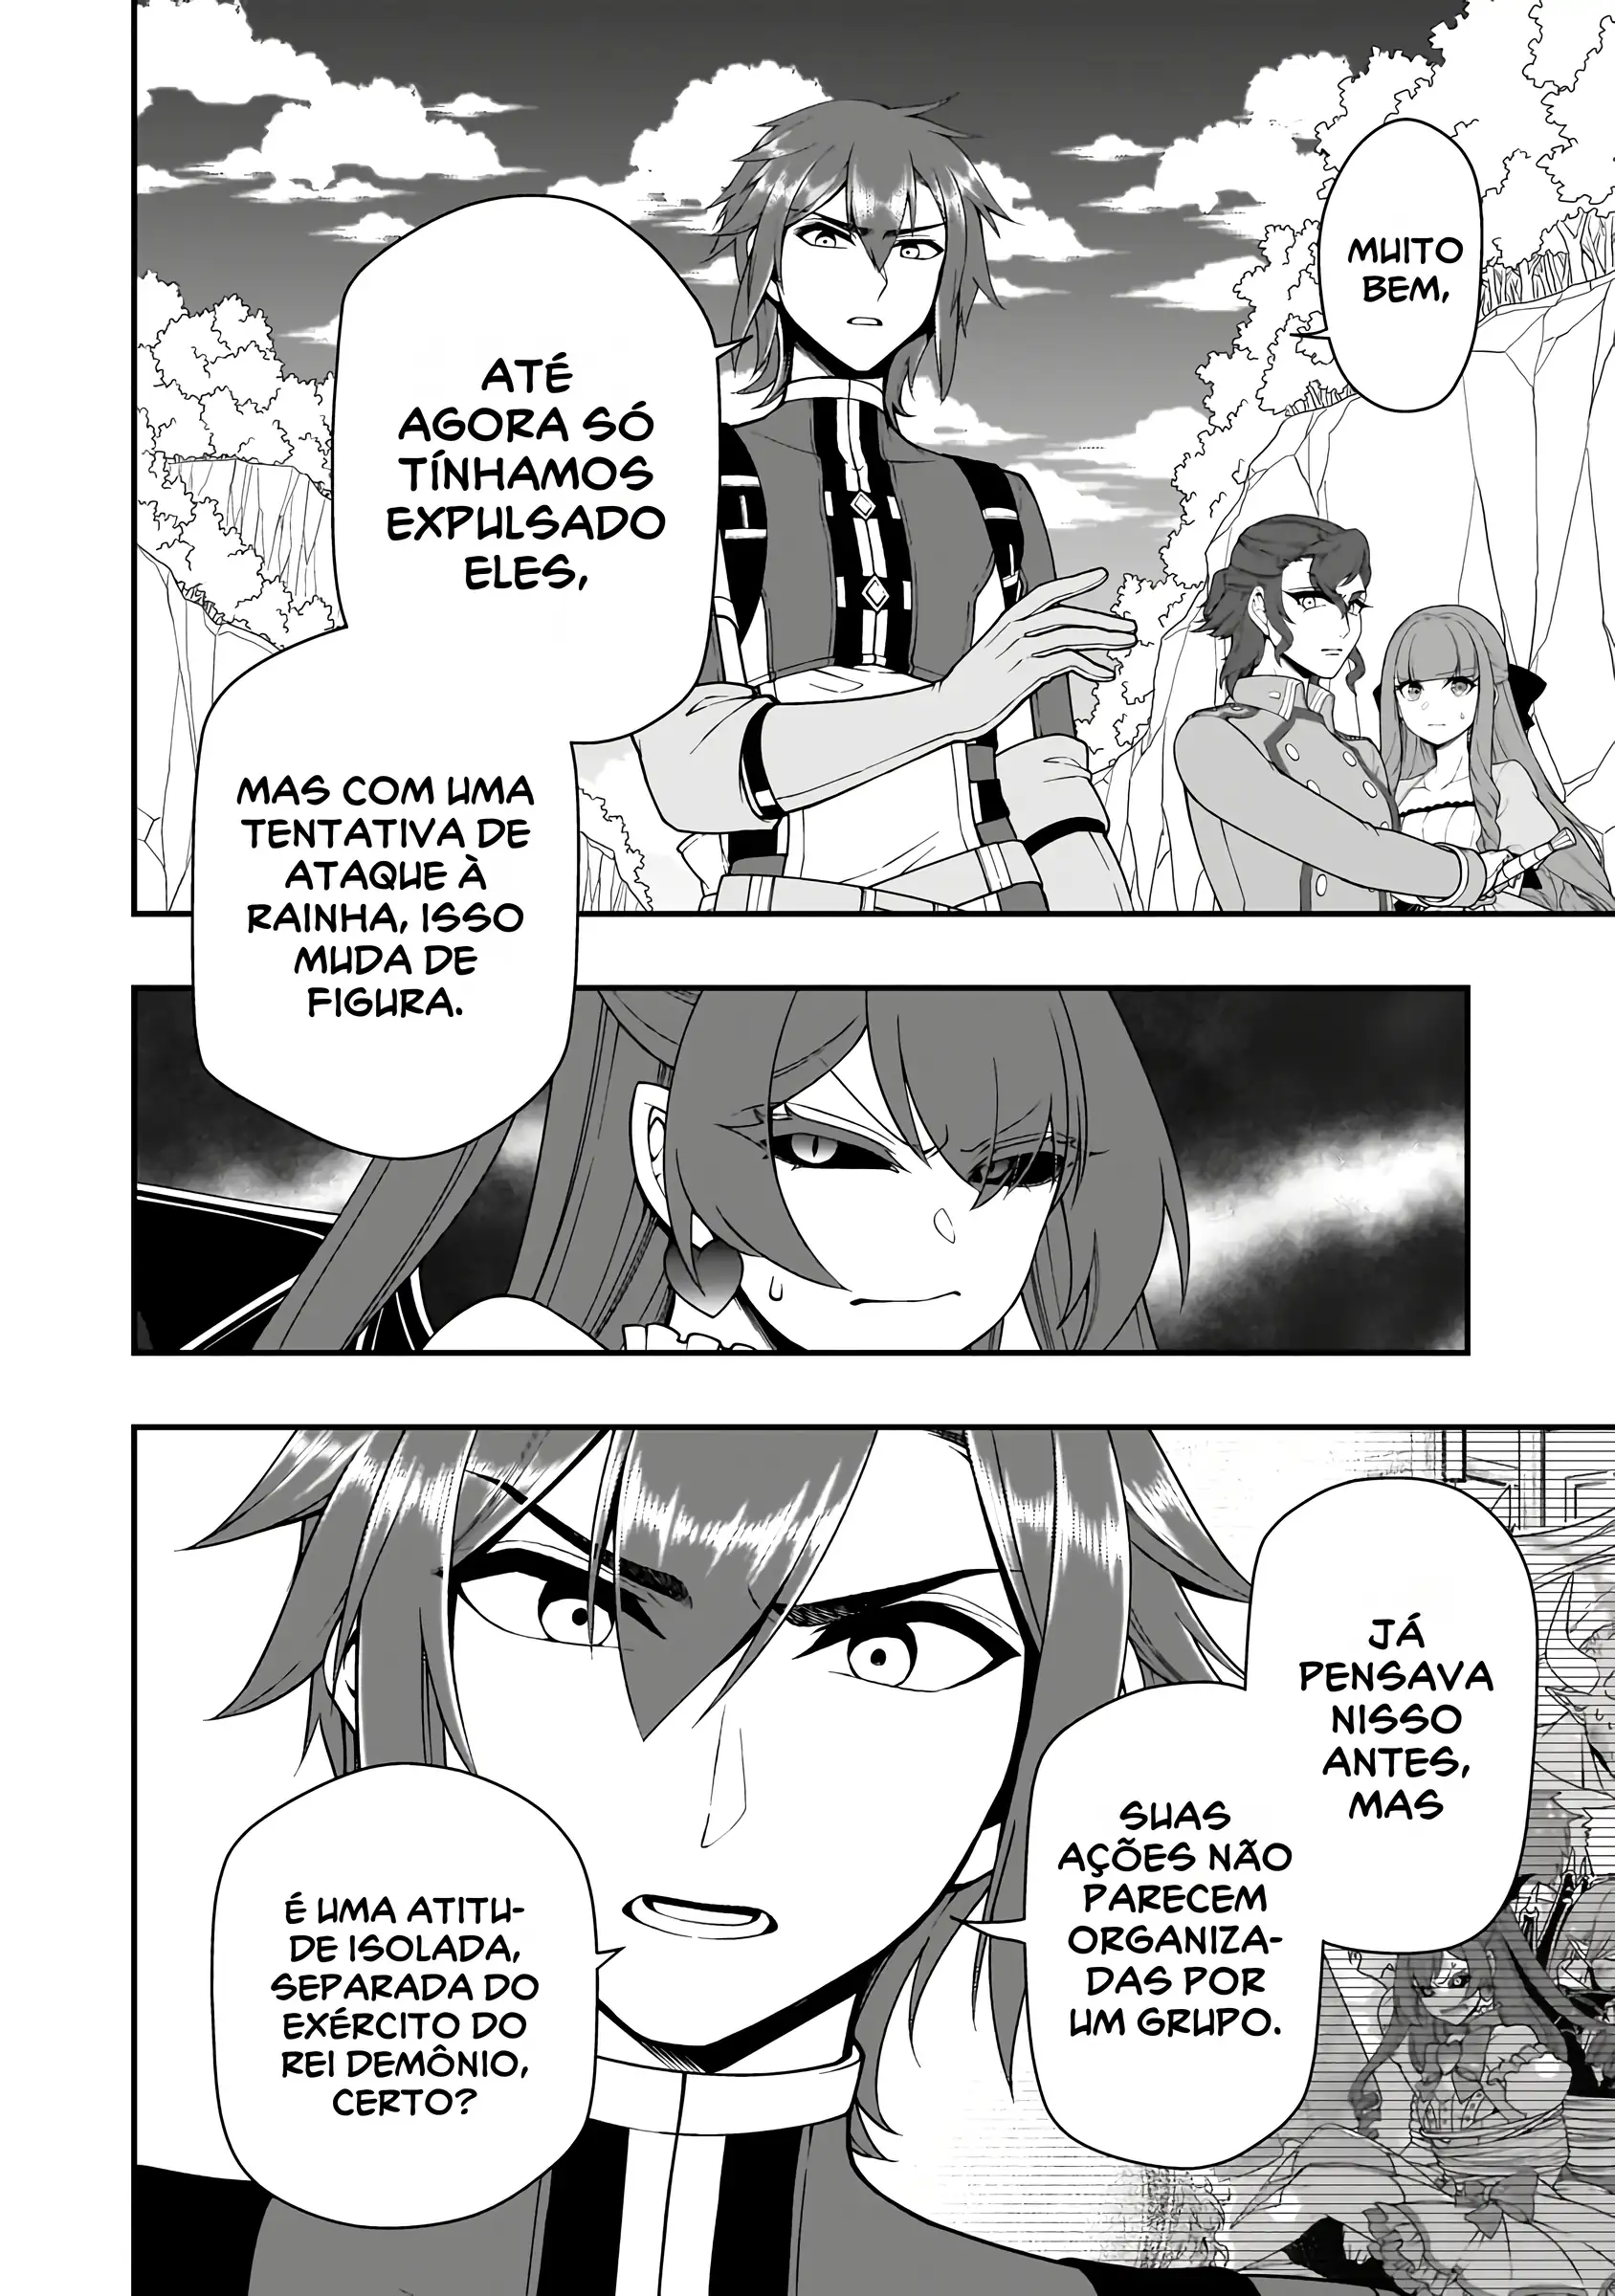 MUITO
BEM,
ATÉ
AGORA SÓ
TÍNHAMOS
EXPULSADO
ELES,
MAS COM UMA
TENTATIVA DE
ATAQUE À
RAINHA, ISSO
MUDA DE
FIGURA.
JÁ
PENSAVA
NISSO
ANTES,
MAS
SUAS
AÇÕES NÃO
PARECEM
ORGANIZA-
DAS POR
UM GRUPO.
É UMA ATITU-
DE ISOLADA,
SEPARADA DO
EXÉRCITO DO
REI DEMÔNIO,
CERTO?